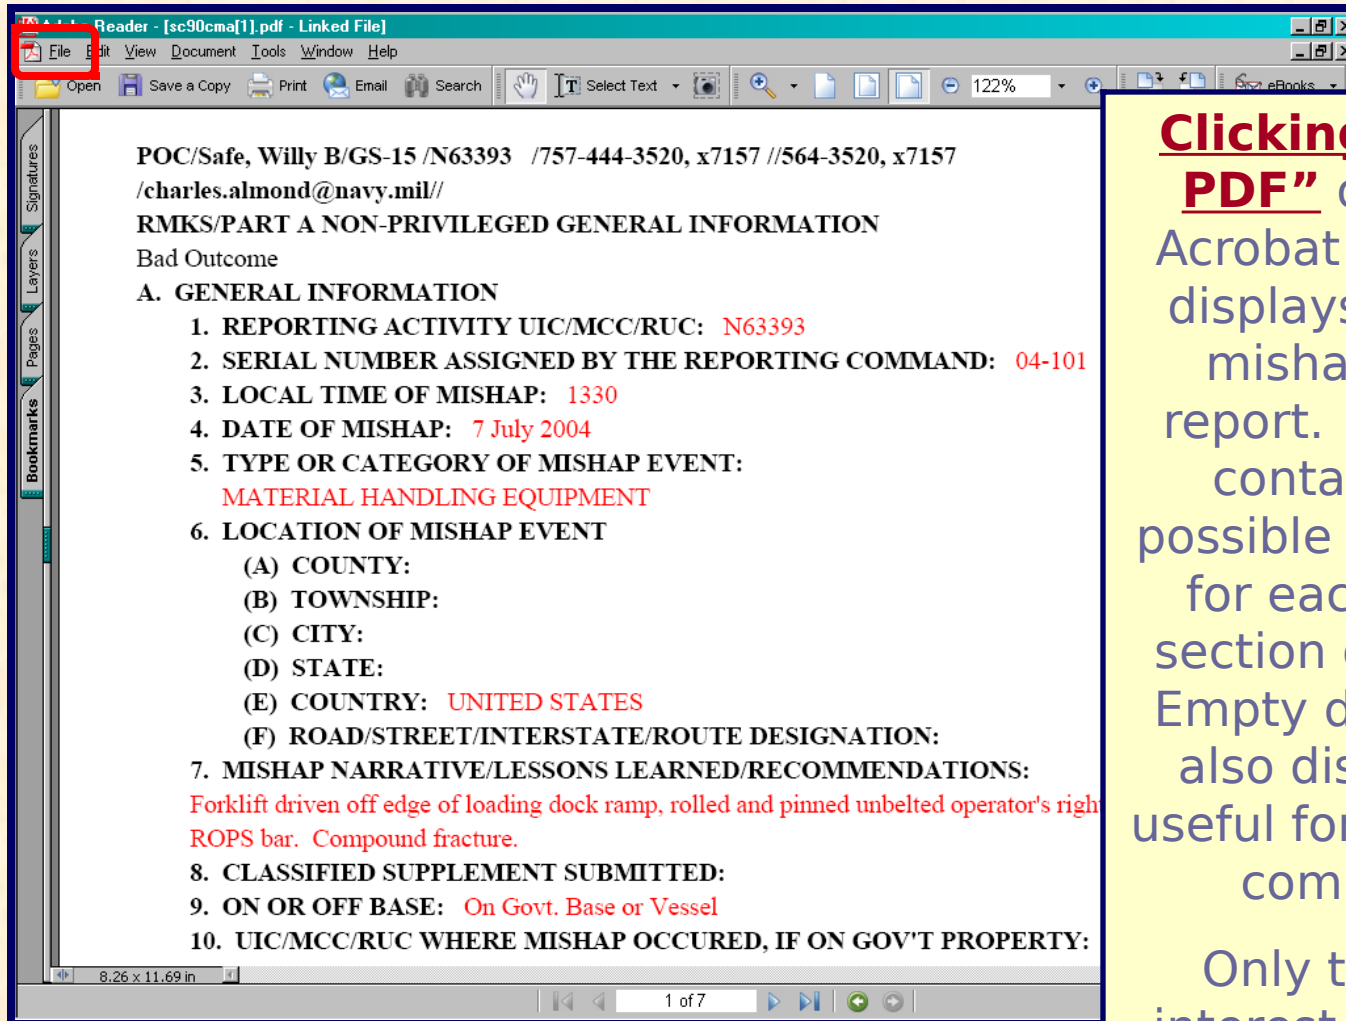 Reader - [sc90cma[1].pdf - Linked File]
File Edit View Document Tools Window Help
Open Save a Copy Print Email Search Select Text 122% eBooks
Signatures
Layers
Pages
Bookmarks
POC/Safe, Willy B/GS-15 /N63393 /757-444-3520, x7157 //564-3520, x7157
/charles.almond@navy.mil//
RMKS/PART A NON-PRIVILEGED GENERAL INFORMATION
Bad Outcome
A. GENERAL INFORMATION
1. REPORTING ACTIVITY UIC/MCC/RUC: N63393
2. SERIAL NUMBER ASSIGNED BY THE REPORTING COMMAND: 04-101
3. LOCAL TIME OF MISHAP: 1330
4. DATE OF MISHAP: 7 July 2004
5. TYPE OR CATEGORY OF MISHAP EVENT:
MATERIAL HANDLING EQUIPMENT
6. LOCATION OF MISHAP EVENT
(A) COUNTY:
(B) TOWNSHIP:
(C) CITY:
(D) STATE:
(E) COUNTRY: UNITED STATES
(F) ROAD/STREET/INTERSTATE/ROUTE DESIGNATION:
7. MISHAP NARRATIVE/LESSONS LEARNED/RECOMMENDATIONS:
Forklift driven off edge of loading dock ramp, rolled and pinned unbelted operator's righ
ROPS bar. Compound fracture.
8. CLASSIFIED SUPPLEMENT SUBMITTED:
9. ON OR OFF BASE: On Govt. Base or Vessel
10. UIC/MCC/RUC WHERE MISHAP OCCURED, IF ON GOV'T PROPERTY:
8.26 x 11.69 in
1 of 7
Clicking
PDF”
Acrobat
displays
misha
report.
conta
possible
for eac
section
Empty d
also dis
useful for
com
Only t
interest